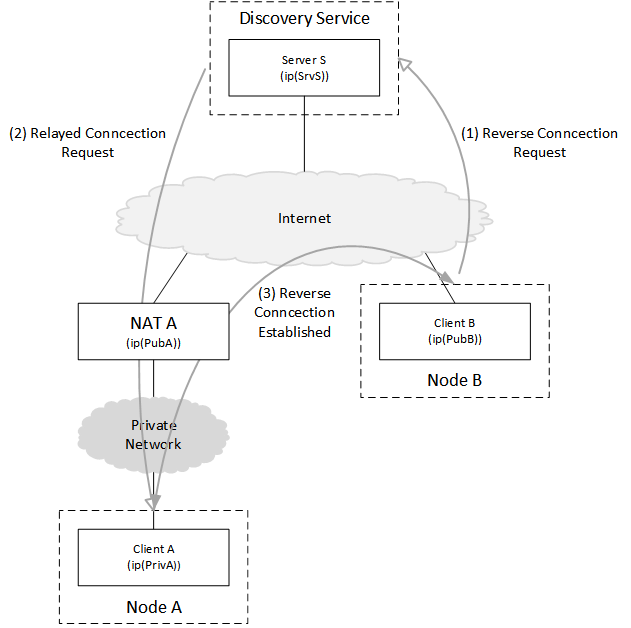 Discovery Service
Server S
(ip(SrvS))
(2) Relayed Conncection
Request
(1) Reverse Conncection
Request
Internet
(3) Reverse
Conncection
Established
NAT A
(ip(PubA))
Client B
(ip(PubB))
Node B
Private
Network
Client A
(ip(PrivA))
Node A